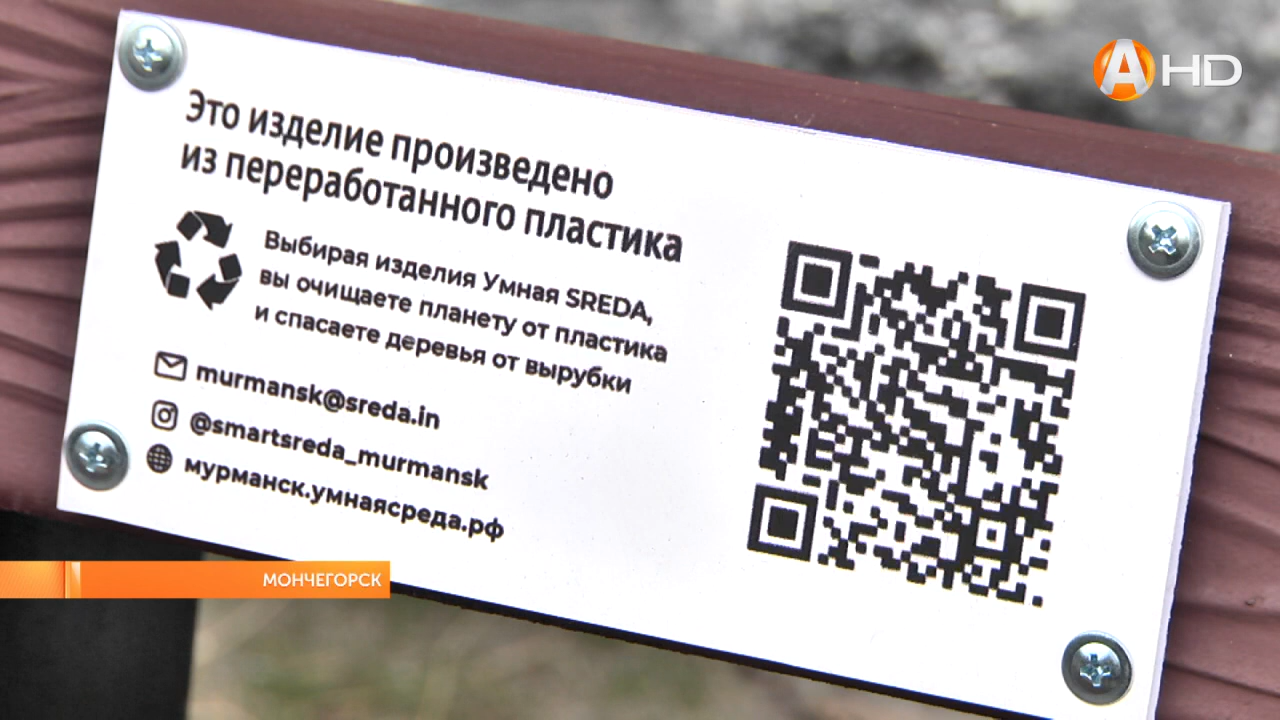 А HD
Это изделие произведено
из переработанного пластика
Выбирая изделия Умная SREDA,
вы очищаете планету от пластика
и спасаете деревья от вырубки
murmansk@sreda.in
@smartsreda_murmansk
мурманск.умнаясреда.рф
МОНЧЕГОРСК